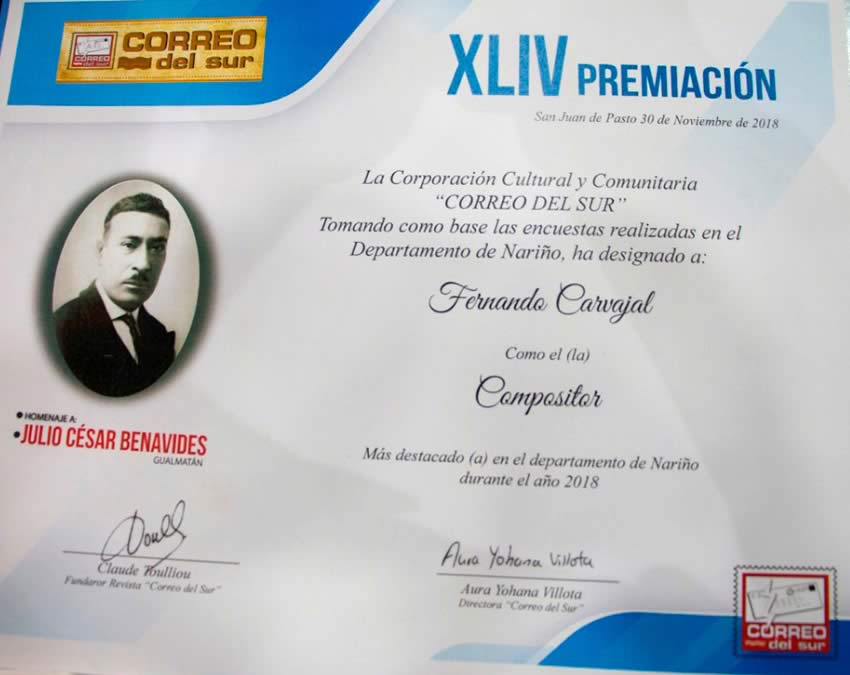 CORREO
del sur
CORREO
del sur
XLIV PREMIACIÓN
San Juan de Pasto 30 de Noviembre de 2018
La Corporación Cultural y Comunitaria
“CORREO DEL SUR”
Tomando como base las encuestas realizadas en el
Departamento de Nariño, ha designado a:
Fernando Carvajal
Como el (la)
Compositor
Más destacado (a) en el departamento de Nariño
durante el año 2018
HOMENAJE A:
JULIO CÉSAR BENAVIDES
GUALMATÁN
Claude Toulliou
Fundaror Revista “Correo del Sur”
Aura Yohana Villota
Aura Yohana Villota
Directora “Correo del Sur”
CORREO
del sur